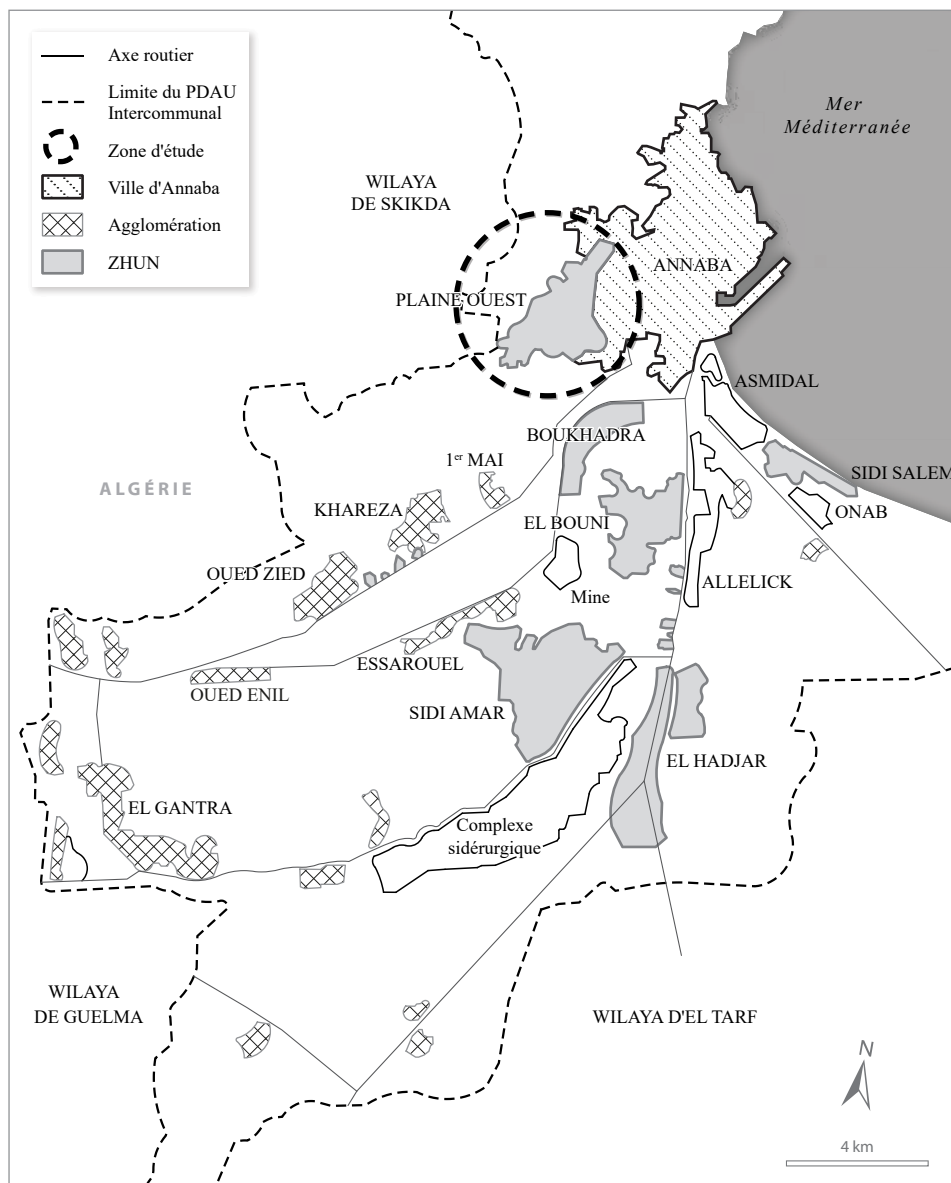 Axe routier
Limite du PDAU
Intercommunal
Zone d'étude
Ville d'Annaba
Agglomération
ZHUN
Mer
Méditerranée
WILAYA
DE SKIKDA
ANNABA
PLAINE OUEST
ASMIDAL
BOUKHADRA
1er MAI
SIDI SALEM
ALGÉRIE
KHAREZA
ONAB
EL BOUNI
OUED ZIED
ALLELICK
Mine
ESSAROUEL
OUED ENIL
SIDI AMAR
EL HADJAR
EL GANTRA
Complexe
sidérurgique
WILAYA
DE GUELMA
WILAYA D'EL TARF
N
4 km